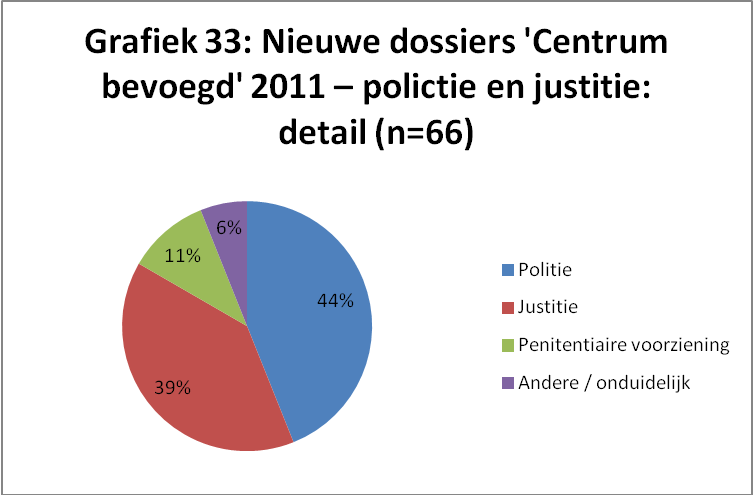 Grafiek 33: Nieuwe dossiers 'Centrum
bevoegd' 2011 – polictie en justitie:
detail (n=66)
6%
11%
44%
39%
Politie
Justitie
Penitentiaire voorziening
Andere / onduidelijk